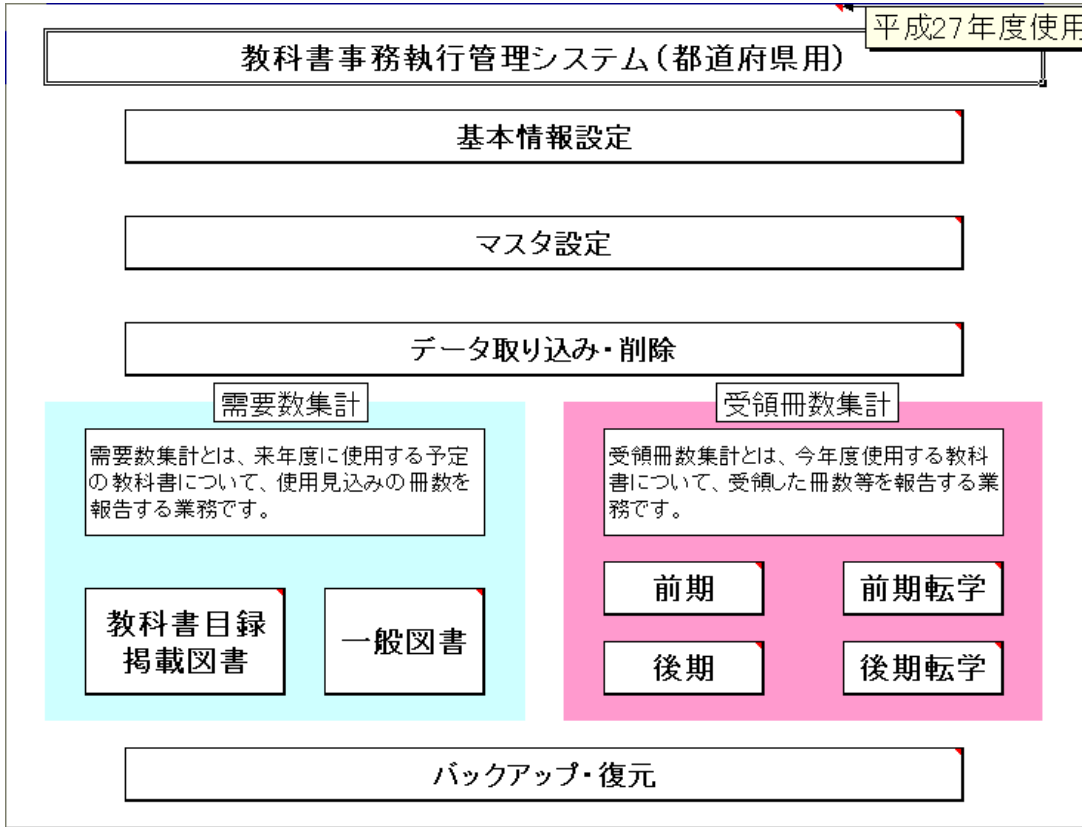 平成27年度使用
教科書事務執行管理システム(都道府県用)
基本情報設定
マスタ設定
データ取り込み・削除
需要数集計
需要数集計とは、来年度に使用する予定
の教科書について、使用見込みの冊数を
報告する業務です。
教科書目録
掲載図書
一般図書
受領冊数集計
受領冊数集計とは、今年度使用する教科
書について、受領した冊数等を報告する業
務です。
前期
前期転学
後期
後期転学
バックアップ・復元